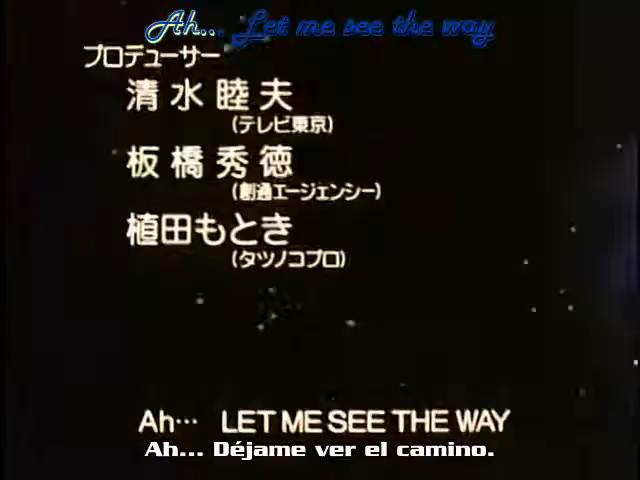 Ah... Let me see the way
プロデューサー
清水睦夫
(テレビ東京)
板橋秀徳
(創通エージェンシー)
植田もとき
(タツノコプロ)
Ah… LET ME SEE THE WAY
Ah... Déjame ver el camino.